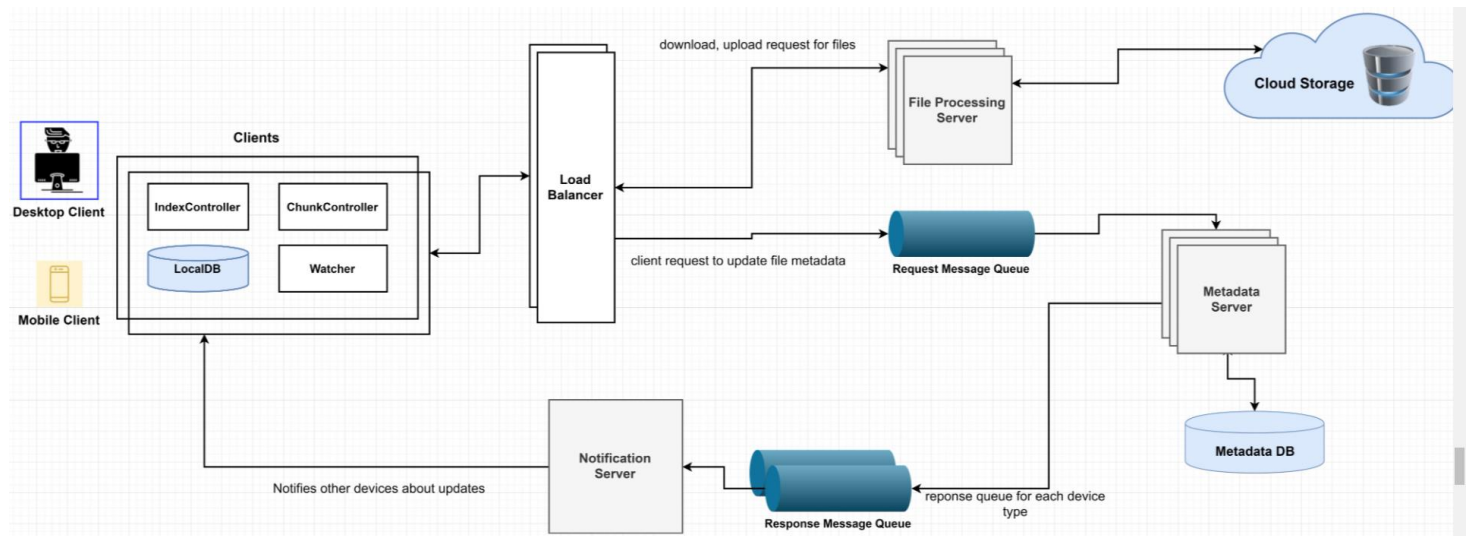 download, upload request for files
Cloud Storage
File Processing
Server
Clients
Desktop Client
IndexController
ChunkController
LocalDB
Watcher
Mobile Client
Load
Balancer
client request to update file metadata
Request Message Queue
Metadata
Server
Metadata DB
Notification
Server
Notifies other devices about updates
Response Message Queue
reponse queue for each device
type